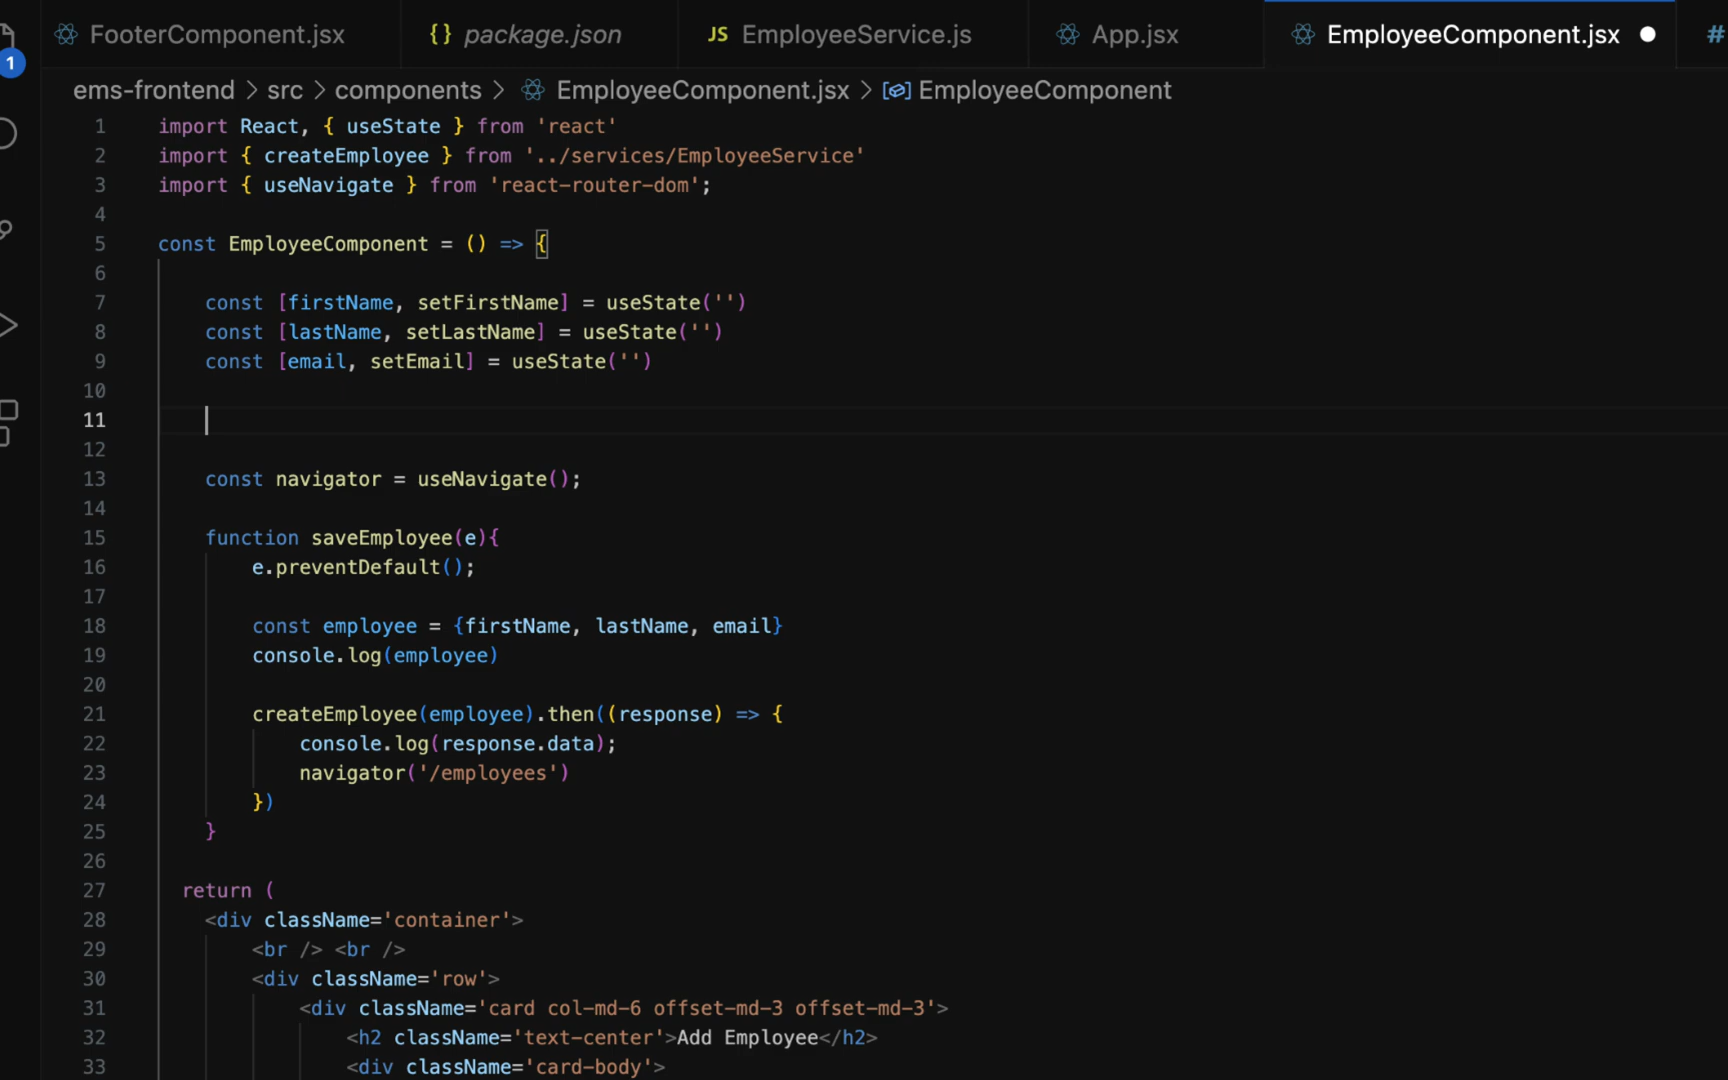 FooterComponent.jsx {} package.json JS EmployeeService.js App.jsx EmployeeComponent.jsx #
1
ems-frontend > src > components > EmployeeComponent.jsx > EmployeeComponent
1 import React, { useState } from 'react'
2 import { createEmployee } from '../services/EmployeeService'
3 import { useNavigate } from 'react-router-dom';
4
5 const EmployeeComponent = () => {
6
7 const [firstName, setFirstName] = useState('')
8 const [lastName, setLastName] = useState('')
9 const [email, setEmail] = useState('')
10
11
12
13 const navigator = useNavigate();
14
15 function saveEmployee(e){
16 e.preventDefault();
17
18 const employee = {firstName, lastName, email}
19 console.log(employee)
20
21 createEmployee(employee).then((response) => {
22 console.log(response.data);
23 navigator('/employees')
24 })
25 }
26
27 return (
28 <div className='container'>
29 <br /> <br />
30 <div className='row'>
31 <div className='card col-md-6 offset-md-3 offset-md-3'>
32 <h2 className='text-center'>Add Employee</h2>
33 <div className='card-body'>